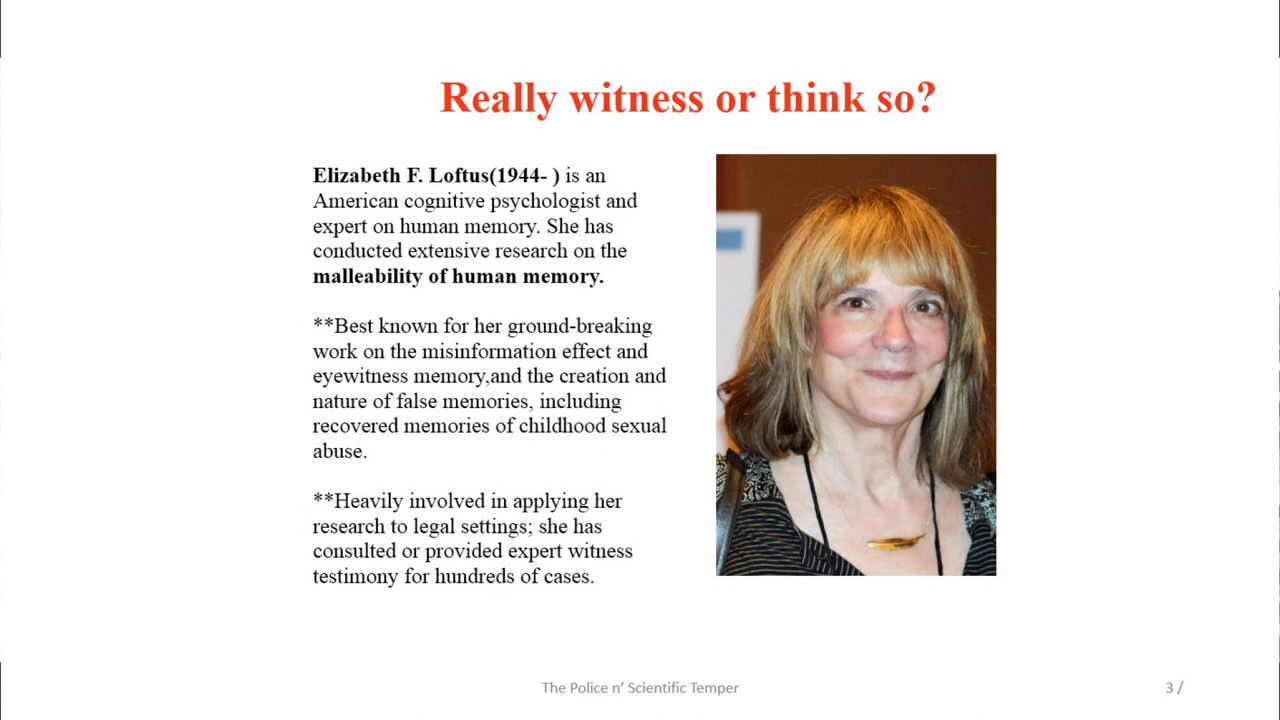 Really witness or think so?
Elizabeth F. Loftus(1944- ) is an
American cognitive psychologist and
expert on human memory. She has
conducted extensive research on the
malleability of human memory.
**Best known for her ground-breaking
work on the misinformation effect and
eyewitness memory,and the creation and
nature of false memories, including
recovered memories of childhood sexual
abuse.
**Heavily involved in applying her
research to legal settings; she has
consulted or provided expert witness
testimony for hundreds of cases.
The Police n’ Scientific Temper
3 /